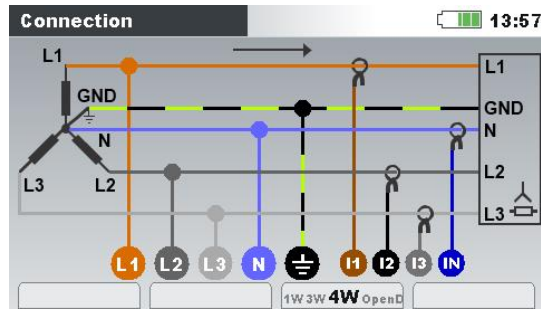 Connection 13:57
L1 L1
GND GND
N N
L3 L2 L2
L3
L1 L2 L3 N I1 I2 I3 IN
1W 3W 4W OpenD